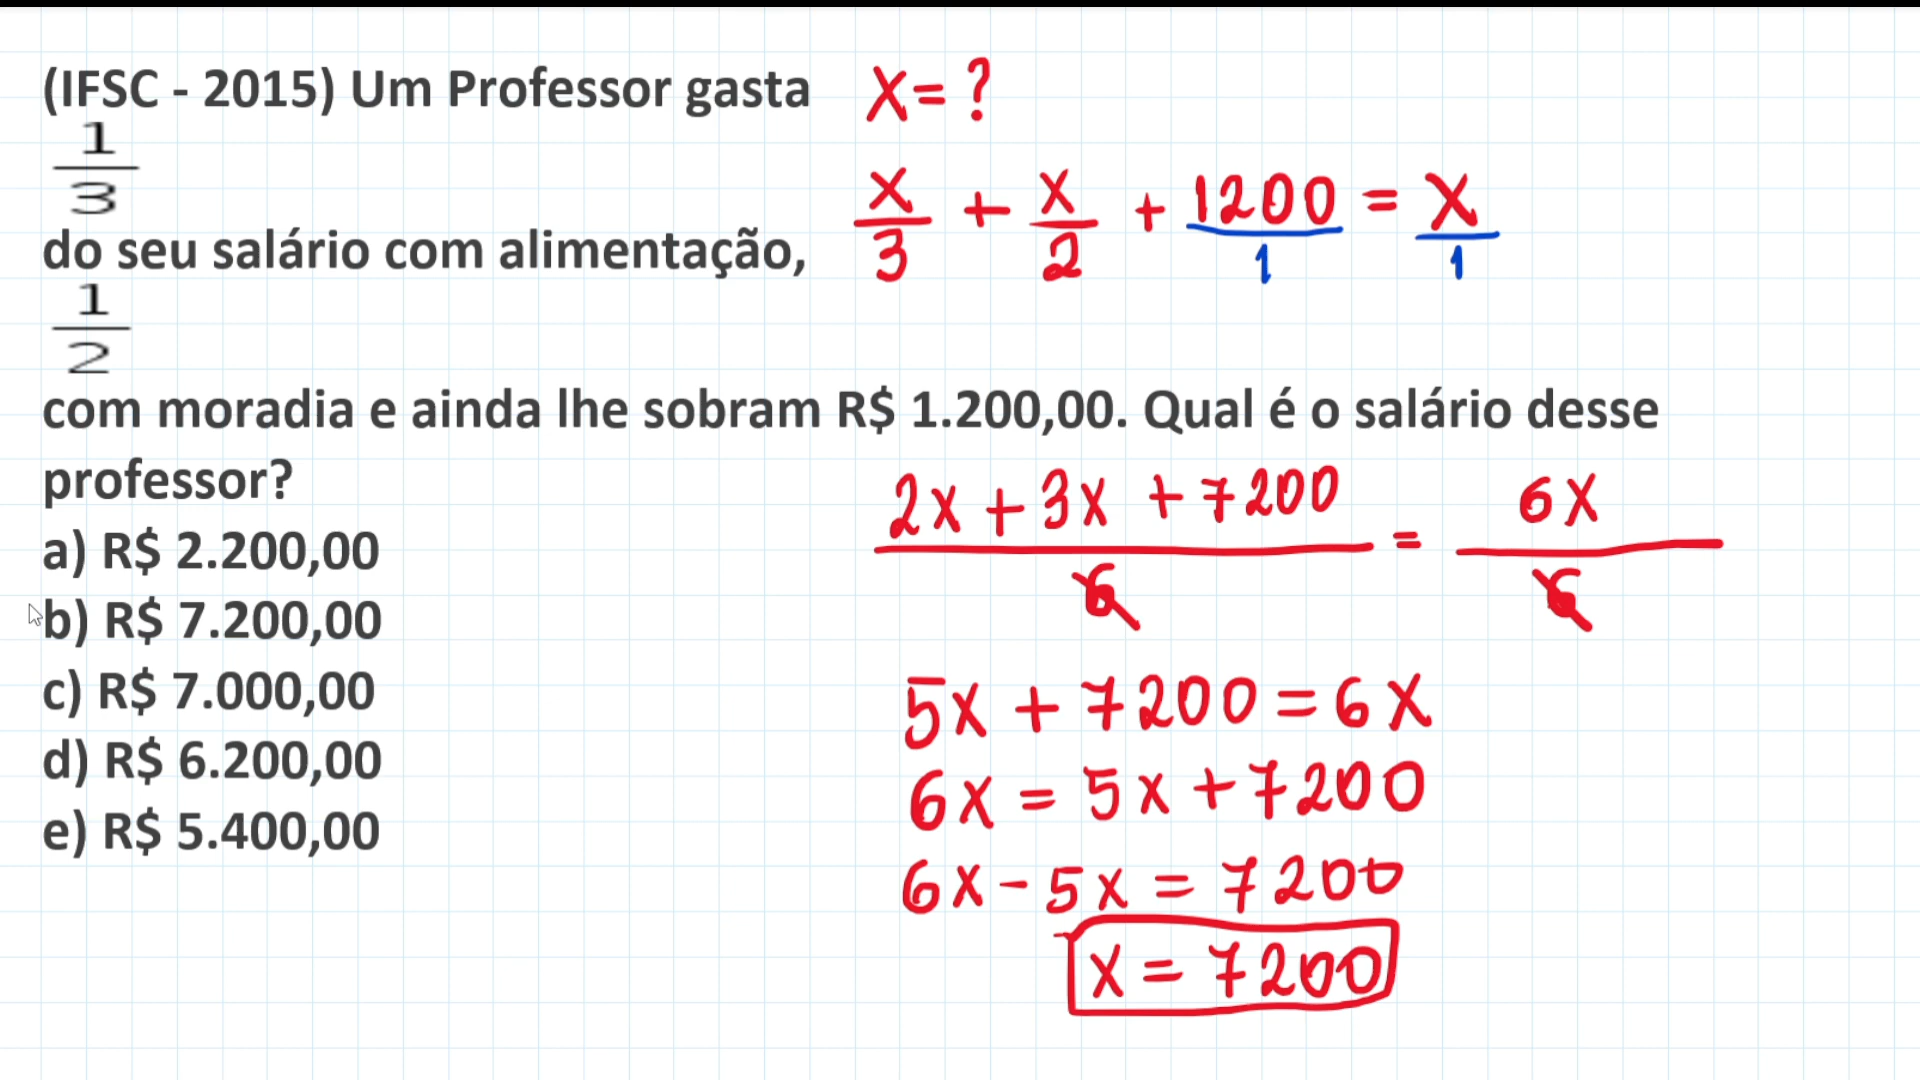 (IFSC - 2015) Um Professor gasta
1
3
do seu salário com alimentação,
1
2
com moradia e ainda lhe sobram R$ 1.200,00. Qual é o salário desse
professor?
a) R$ 2.200,00
b) R$ 7.200,00
c) R$ 7.000,00
d) R$ 6.200,00
e) R$ 5.400,00
X = ?
x/3 + x/2 + 1200/1 = x/1
2x + 3x + 7200 = 6x
6 6
5x + 7200 = 6x
6x = 5x + 7200
6x - 5x = 7200
x = 7200